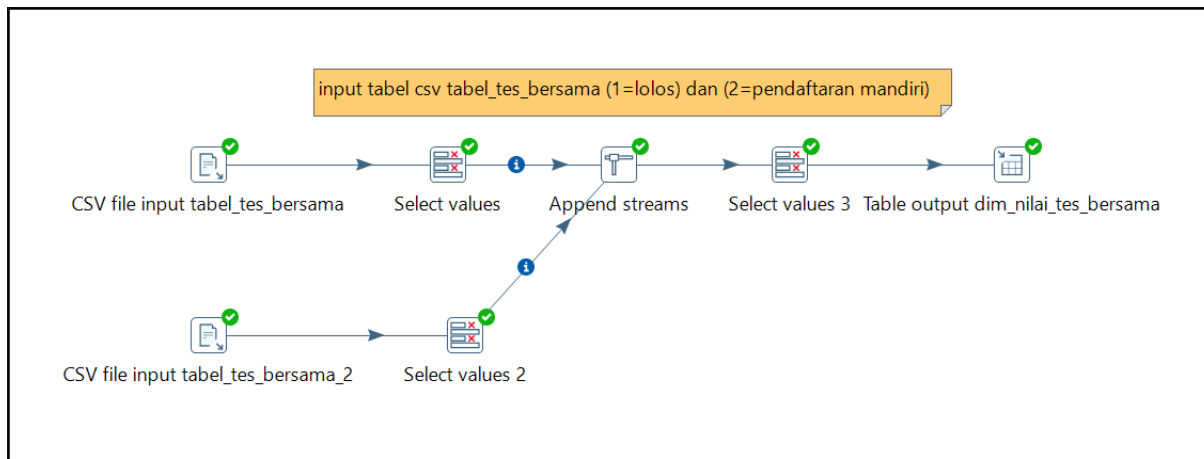 input tabel csv tabel_tes_bersama (1=lolos) dan (2=pendaftaran mandiri)
CSV file input tabel_tes_bersama
Select values
Append streams
Select values 3
Table output dim_nilai_tes_bersama
CSV file input tabel_tes_bersama_2
Select values 2